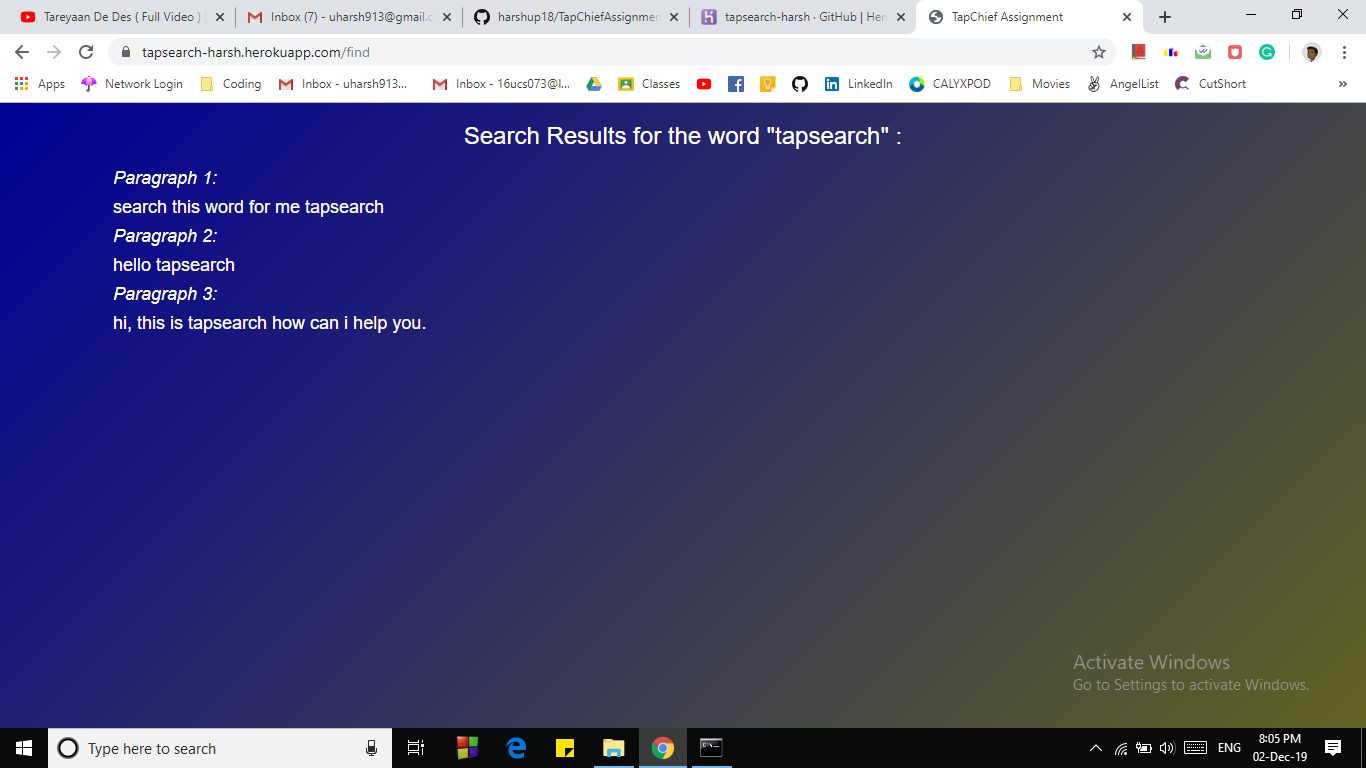 Tareyaan De Des ( Full Video ) |
Inbox (7) - uharsh913@gmail.c
harshup18/TapChiefAssignmen
tapsearch-harsh · GitHub | Her
TapChief Assignment
tapsearch-harsh.herokuapp.com/find
Apps Network Login Coding Inbox - uharsh913... Inbox - 16ucs073@l... Classes LinkedIn CALYXPOD Movies AngelList CutShort »
Search Results for the word "tapsearch" :
Paragraph 1:
search this word for me tapsearch
Paragraph 2:
hello tapsearch
Paragraph 3:
hi, this is tapsearch how can i help you.
Activate Windows
Go to Settings to activate Windows.
Type here to search
ENG
8:05 PM
02-Dec-19